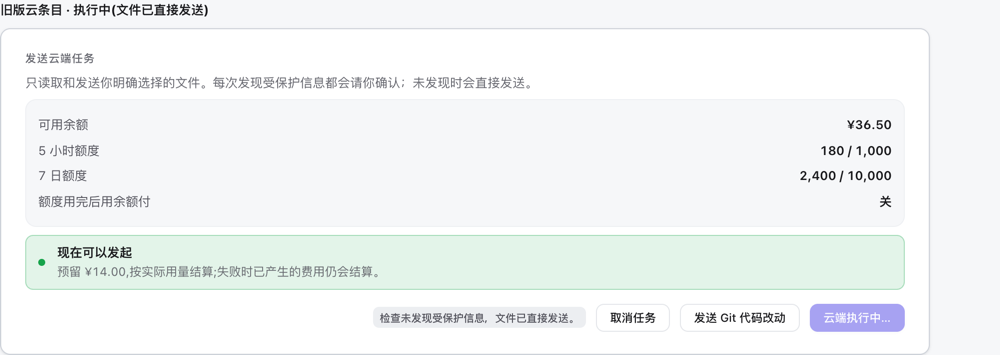 旧版云条目 · 执行中(文件已直接发送)
发送云端任务
只读取和发送你明确选择的文件。每次发现受保护信息都会请你确认；未发现时会直接发送。
可用余额 ¥36.50
5 小时额度 180 / 1,000
7 日额度 2,400 / 10,000
额度用完后用余额付 关
现在可以发起
预留 ¥14.00,按实际用量结算;失败时已产生的费用仍会结算。
检查未发现受保护信息，文件已直接发送。 取消任务 发送 Git 代码改动 云端执行中...